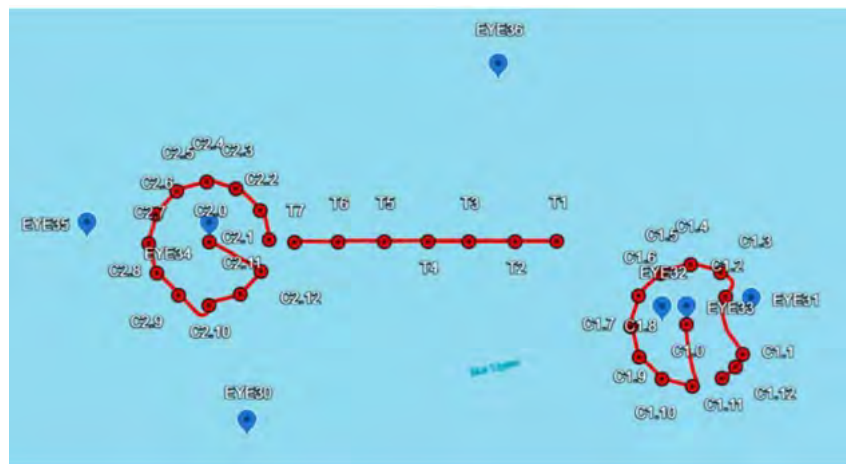 EYE36
C2.4
C2.5
C2.3
C2.6
C2.2
C2.7
C2.0
T7
T6
T5
T3
T1
EYE35
C2.1
EYE34
C2.11
C2.8
T4
T2
C2.12
C2.9
C2.10
C1.4
C1.5
C1.3
C1.6
C1.2
EYE32
EYE31
C1.7
C1.8
EYE33
C1.0
C1.1
C1.9
C1.12
C1.10
C1.11
EYE30